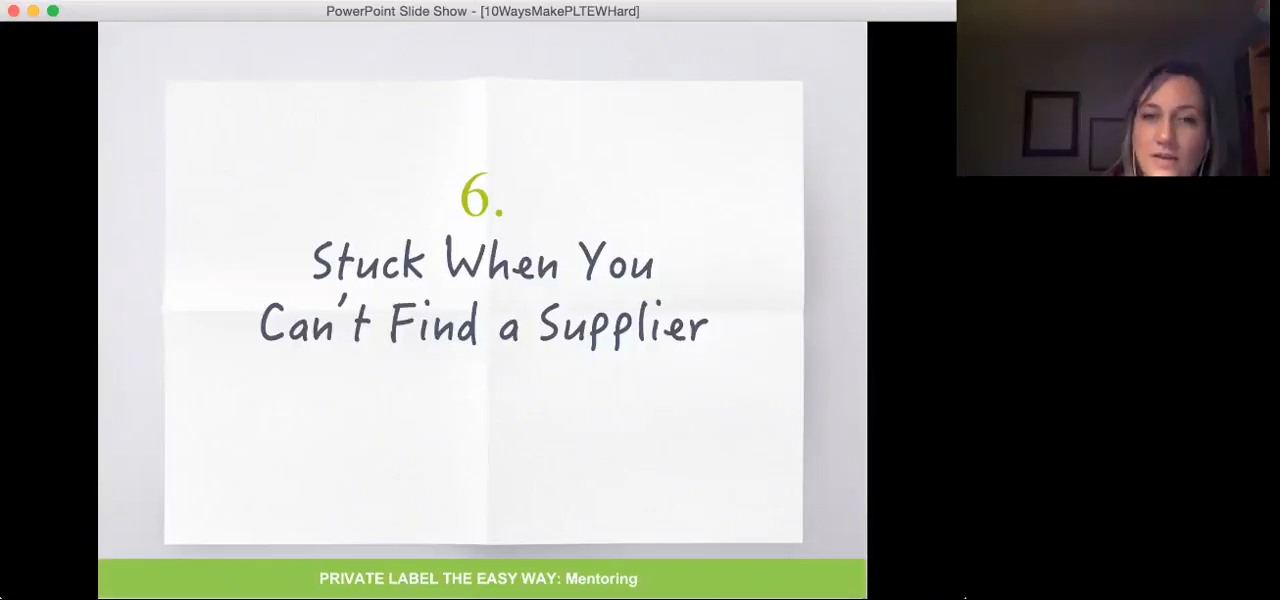 PowerPoint Slide Show - [10WaysMakePLTEWHard]
6.
Stuck When You
Can't Find a Supplier
PRIVATE LABEL THE EASY WAY: Mentoring